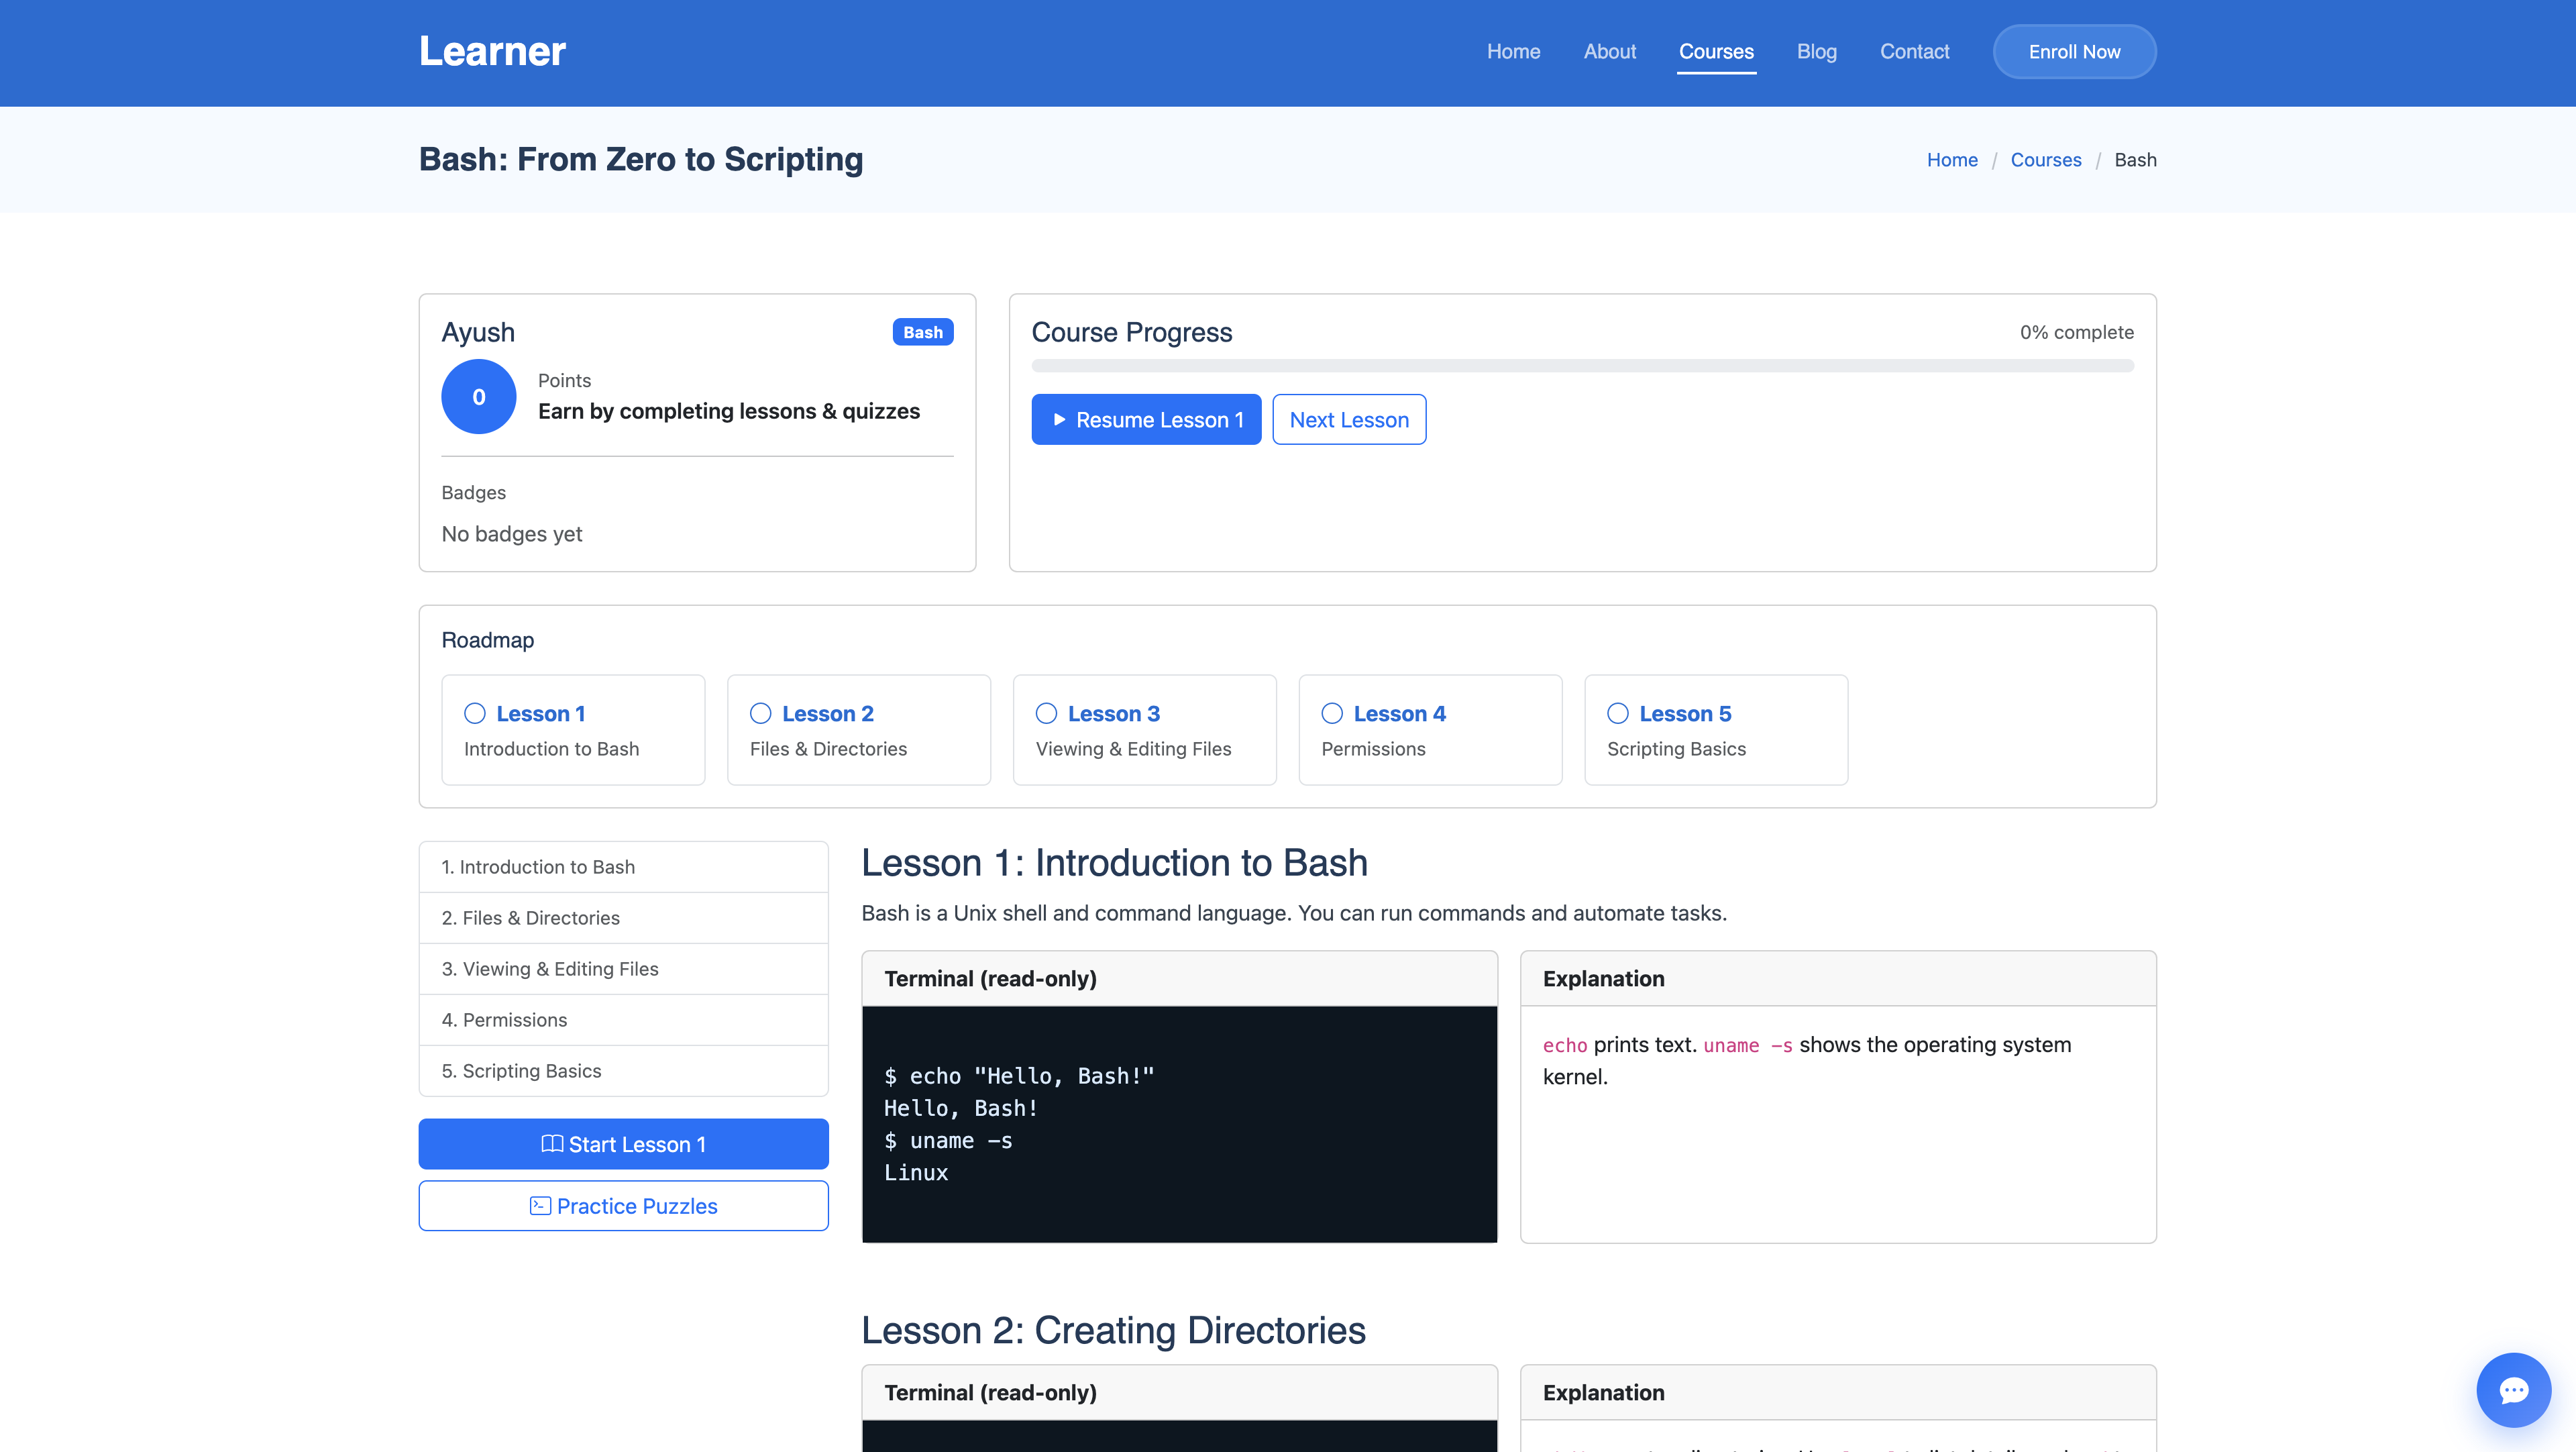 Learner
Home
About
Courses
Blog
Contact
Enroll Now
Bash: From Zero to Scripting
Home / Courses / Bash
Ayush
Bash
0
Points
Earn by completing lessons & quizzes
Badges
No badges yet
Course Progress
0% complete
Resume Lesson 1
Next Lesson
Roadmap
Lesson 1
Introduction to Bash
Lesson 2
Files & Directories
Lesson 3
Viewing & Editing Files
Lesson 4
Permissions
Lesson 5
Scripting Basics
1. Introduction to Bash
2. Files & Directories
3. Viewing & Editing Files
4. Permissions
5. Scripting Basics
Start Lesson 1
Practice Puzzles
Lesson 1: Introduction to Bash
Bash is a Unix shell and command language. You can run commands and automate tasks.
Terminal (read-only)
$ echo "Hello, Bash!"
Hello, Bash!
$ uname -s
Linux
Explanation
echo prints text. uname -s shows the operating system
kernel.
Lesson 2: Creating Directories
Terminal (read-only)
Explanation